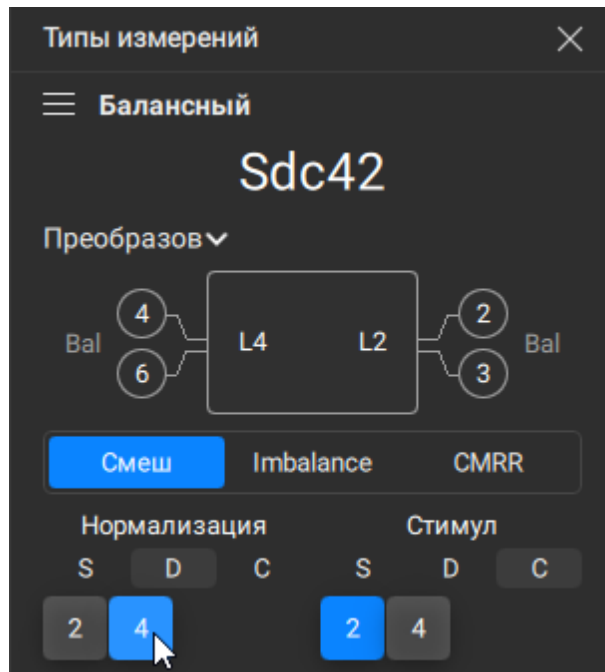 Типы измерений
Балансный
Sdc42
Преобразов
4 2
Bal L4 L2 Bal
6 3
Смеш Imbalance CMRR
Нормализация Стимул
S D C S D C
2 4 2 4